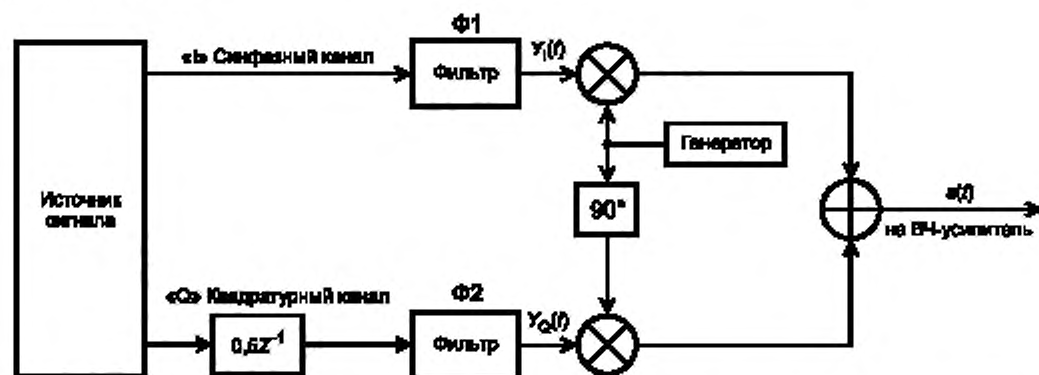 Ф1
«I» Синфазный канал
Фильтр
Y_I(t)
Генератор
Источник
сигнала
90°
s(t)
на ВЧ-усилитель
«Q» Квадратурный канал
Ф2
0,5Z⁻¹
Фильтр
Y_Q(t)